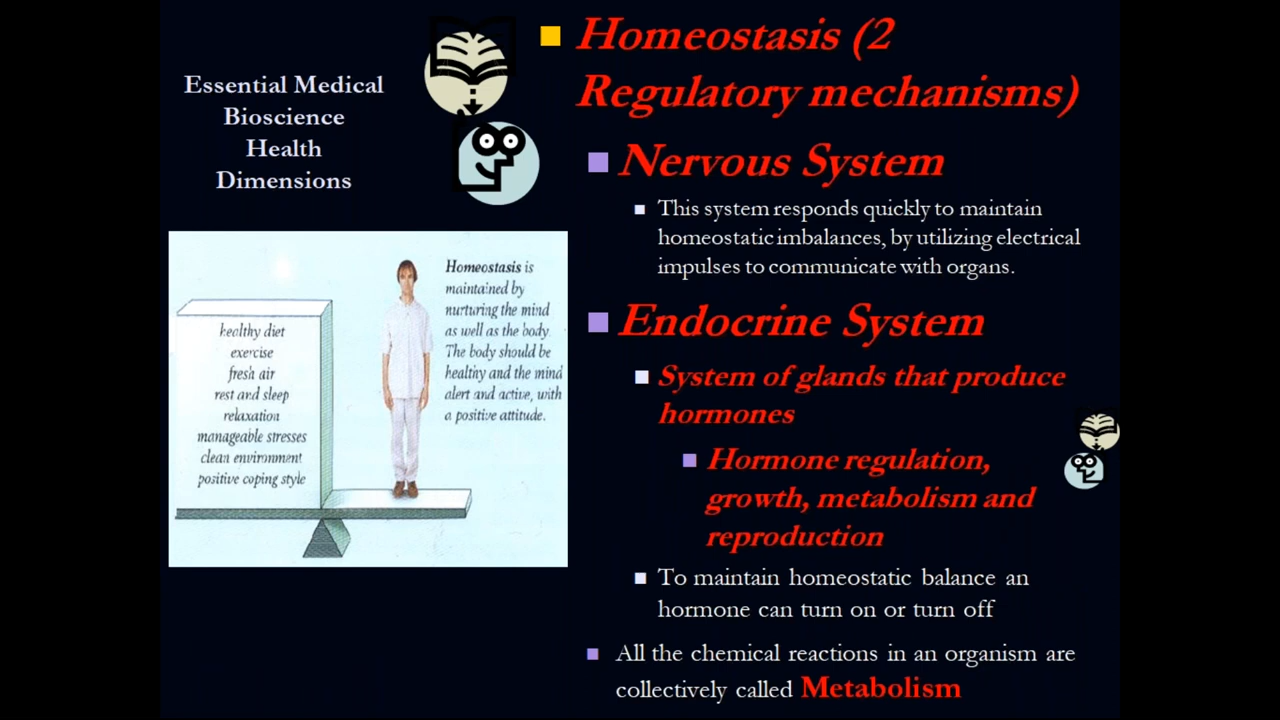 Essential Medical
Bioscience
Health
Dimensions
healthy diet
exercise
fresh air
rest and sleep
relaxation
manageable stresses
clean environment
positive coping style
Homeostasis is
maintained by
nurturing the mind
as well as the body.
The body should be
healthy and the mind
alert and active, with
a positive attitude.
Homeostasis (2
Regulatory mechanisms)
Nervous System
This system responds quickly to maintain
homeostatic imbalances, by utilizing electrical
impulses to communicate with organs.
Endocrine System
System of glands that produce
hormones
Hormone regulation,
growth, metabolism and
reproduction
To maintain homeostatic balance an
hormone can turn on or turn off
All the chemical reactions in an organism are
collectively called Metabolism